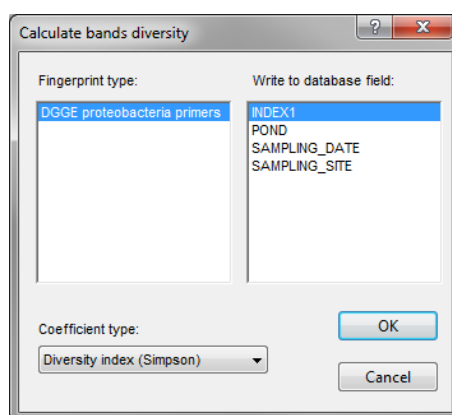 Calculate bands diversity
Fingerprint type:
DGGE proteobacteria primers
Write to database field:
INDEX1
POND
SAMPLING_DATE
SAMPLING_SITE
Coefficient type:
Diversity index (Simpson)
OK
Cancel